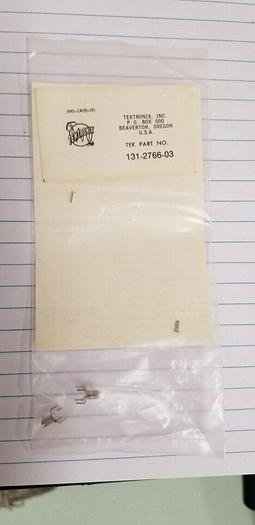 TEKTRONIX, INC.
P. O. BOX 500
BEAVERTON, OREGON
U.S.A.
TEK PART NO.
131-2766-03